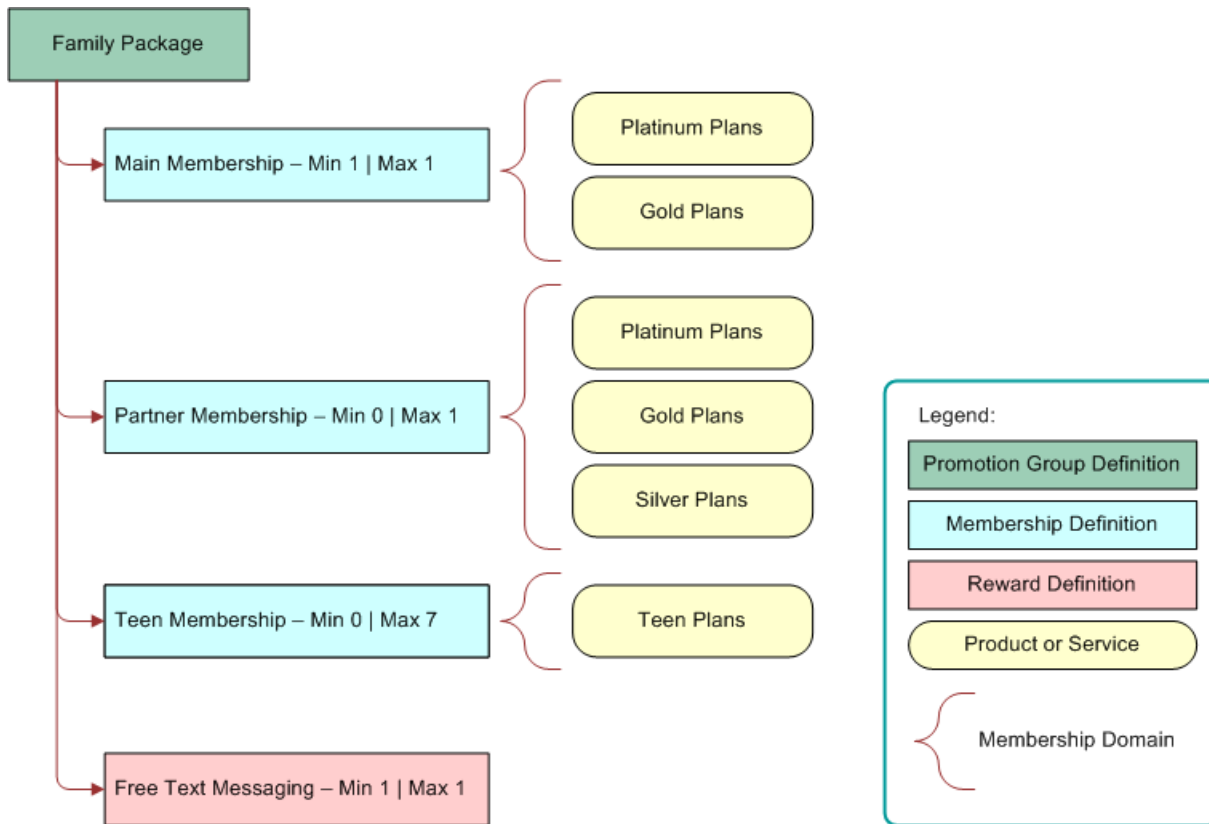 Family Package
Main Membership – Min 1 | Max 1
Platinum Plans
Gold Plans
Partner Membership – Min 0 | Max 1
Platinum Plans
Gold Plans
Silver Plans
Teen Membership – Min 0 | Max 7
Teen Plans
Free Text Messaging – Min 1 | Max 1
Legend:
Promotion Group Definition
Membership Definition
Reward Definition
Product or Service
Membership Domain